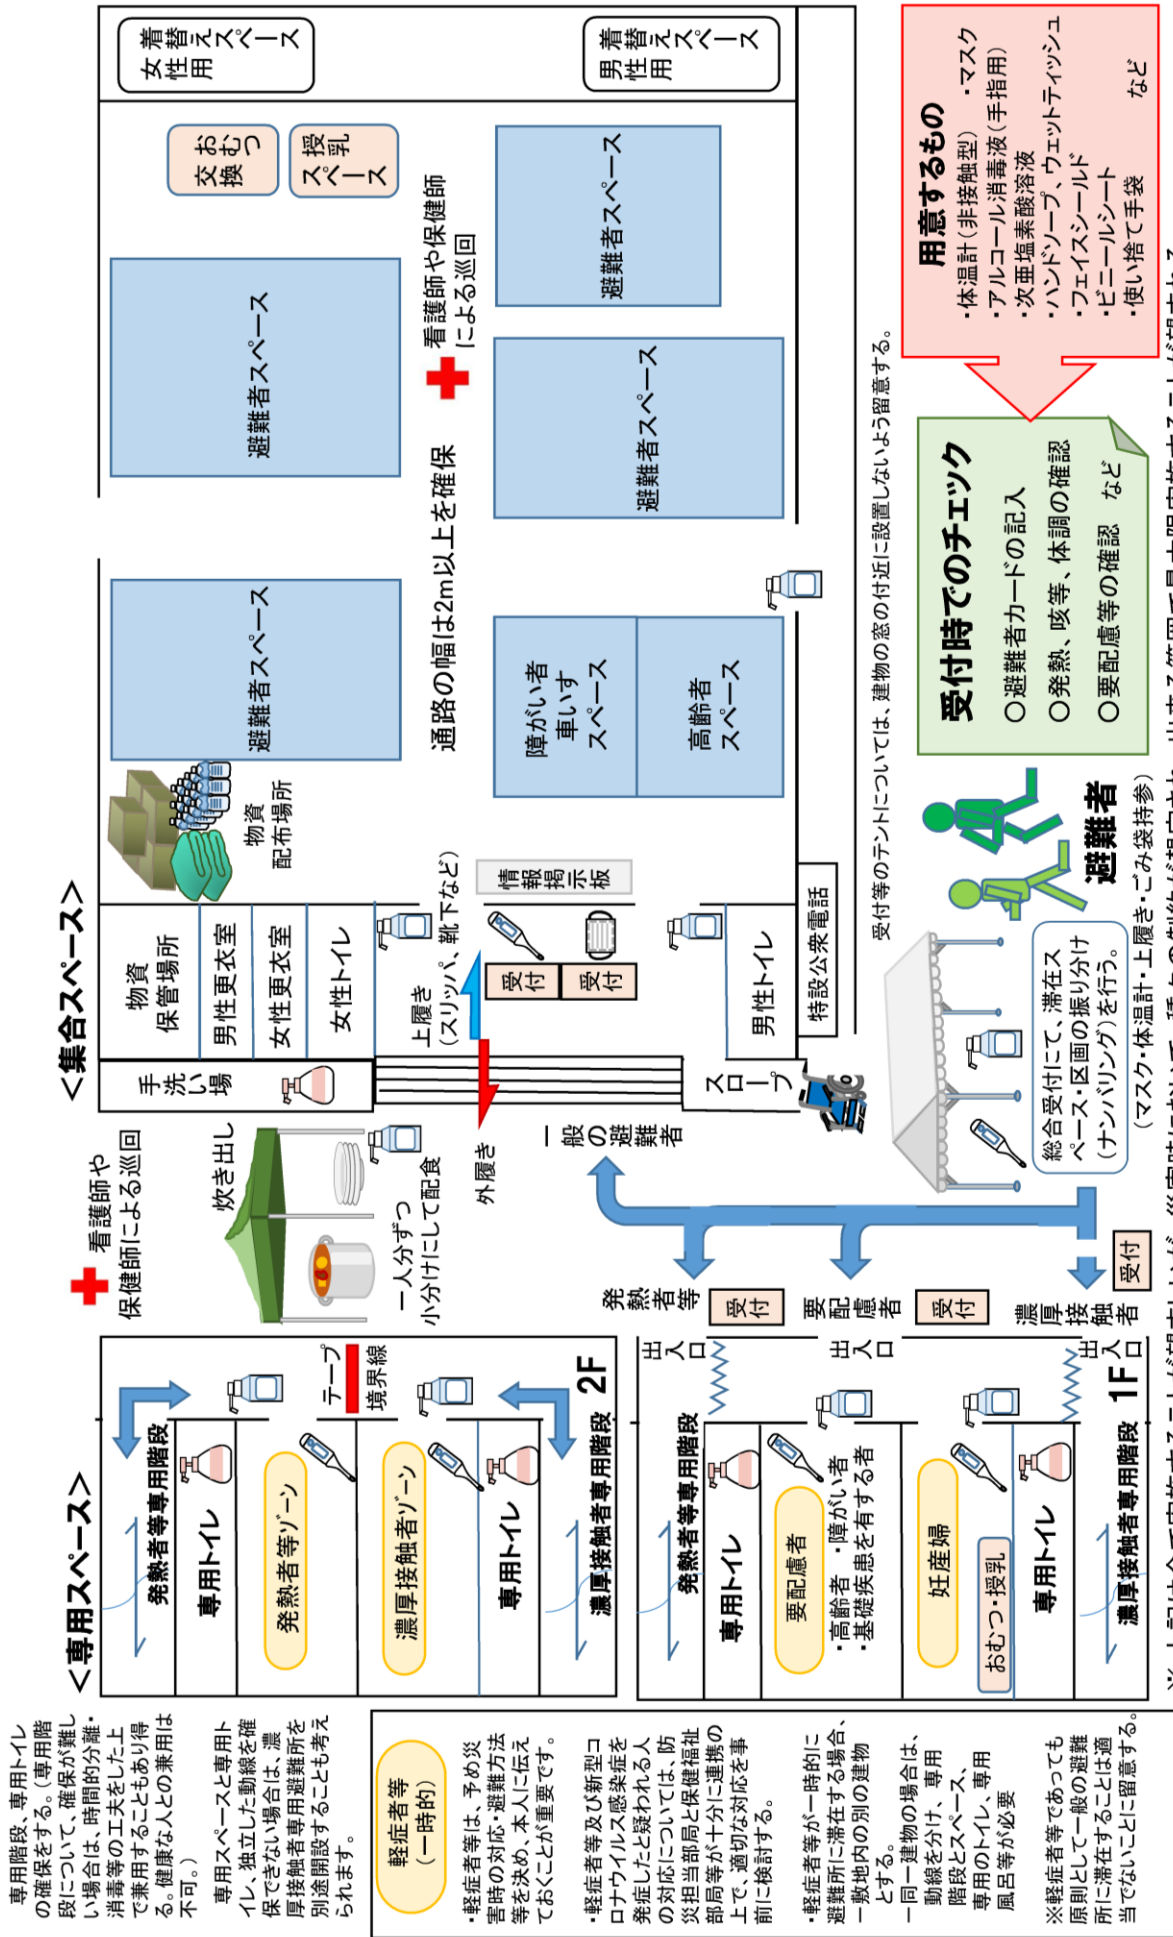 専用階段、専用トイレ
の確保をする。（専用階
段について、確保が難し
い場合は、時間的分離・
消毒等の工夫をした上
で兼用することもあり得
る。健康な人との兼用は
不可。）
専用スペースと専用ト
イレ、独立した動線を確
保できない場合は、濃
厚接触者専用避難所を
別途開設することも考え
られます。
軽症者等
（一時的）
・軽症者等は、予め災
害時の対応・避難方法
等を決め、本人に伝え
ておくことが重要です。
・軽症者等及び新型コ
ロナウイルス感染症を
発症したと疑われる人
の対応については、防
災担当部局と保健福祉
部局等が十分に連携の
上で、適切な対応を事
前に検討する。
・軽症者等が一時的に
避難所に滞在する場合、
一敷地内の別の建物
とする。
一同一建物の場合は、
動線を分け、専用
階段とスペース、
専用のトイレ、専用
風呂等が必要
※軽症者等であっても
原則として一般の避難
所に滞在することは適
当でないことに留意する。
＜専用スペース＞
発熱者等専用階段
専用トイレ
発熱者等ゾーン
テープ
境界線
濃厚接触者ゾーン
専用トイレ
濃厚接触者専用階段
2F
発熱者等専用階段
出入口
専用トイレ
要配慮者
・高齢者 ・障がい者
・基礎疾患を有する者
出入口
妊産婦
おむつ・授乳
専用トイレ
濃厚接触者専用階段
1F
出入口
看護師や
保健師による巡回
炊き出し
一人分ずつ
小分けにして配食
外履き
一般の避難者
発熱者等
受付
要配慮者
受付
濃厚接触者
受付
＜集合スペース＞
手洗い場
スロープ
物資
保管場所
男性更衣室
女性更衣室
女性トイレ
上履き
（スリッパ、靴下など）
受付
受付
男性トイレ
特設公衆電話
情報掲示板
物資
配布場所
避難者スペース
避難者スペース
通路の幅は2m以上を確保
看護師や保健師
による巡回
障がい者
車いす
スペース
高齢者
スペース
避難者スペース
避難者スペース
おむつ
交換
授乳
スペース
着替えスペース
女性用
着替えスペース
男性用
受付等のテントについては、建物の窓の付近に設置しないよう留意する。
総合受付にて、滞在ス
ペース・区画の振り分け
（ナンバリング）を行う。
避難者
（マスク・体温計・上履き・ごみ袋持参）
受付時でのチェック
○避難者カードの記入
○発熱、咳等、体調の確認
○要配慮等の確認 など
用意するもの
・体温計（非接触型） ・マスク
・アルコール消毒液（手指用）
・次亜塩素酸溶液
・ハンドソープ、ウェットティッシュ
・フェイスシールド
・ビニールシート
・使い捨て手袋 など